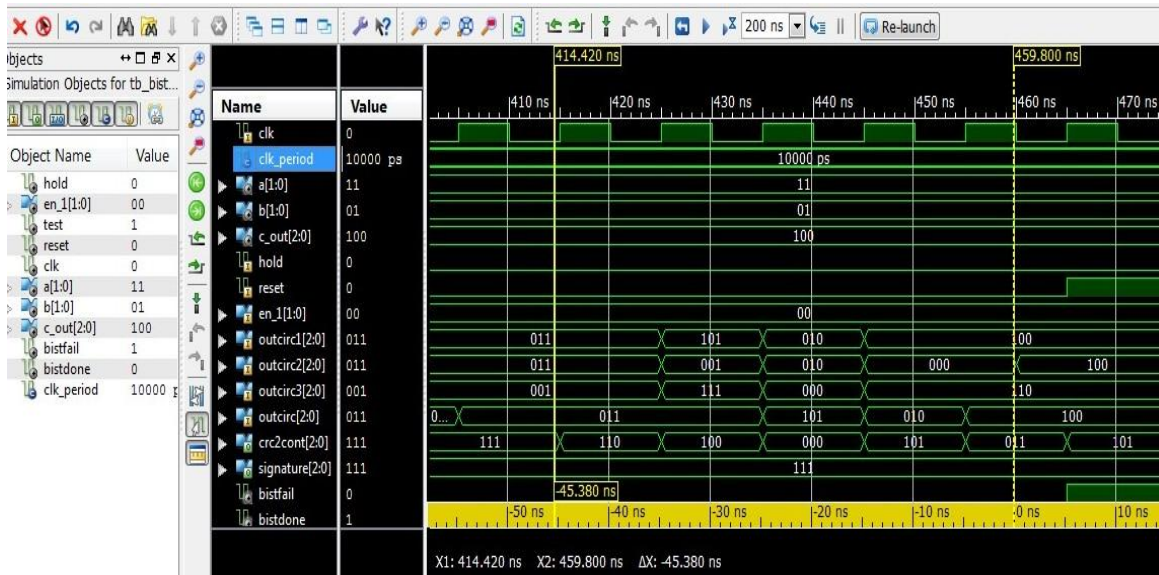 200 ns Re-launch
bjects
Simulation Objects for tb_bist...
Object Name Value
hold 0
en_1[1:0] 00
test 1
reset 0
clk 0
a[1:0] 11
b[1:0] 01
c_out[2:0] 100
bistfail 1
bistdone 0
clk_period 10000 p
414.420 ns 459.800 ns
Name Value 410 ns 420 ns 430 ns 440 ns 450 ns 460 ns 470 ns
clk 0
clk_period 10000 ps 10000 ps
a[1:0] 11 11
b[1:0] 01 01
c_out[2:0] 100 100
hold 0
reset 0
en_1[1:0] 00 00
outcirc1[2:0] 011 011 101 010 00
outcirc2[2:0] 011 011 001 010 000 100
outcirc3[2:0] 001 001 111 000 10
outcirc[2:0] 011 0... 011 101 010 100
crc2cont[2:0] 111 111 110 100 000 101 011 101
signature[2:0] 111 111
bistfail 0 -45.380 ns
bistdone 1 -50 ns -40 ns -30 ns -20 ns -10 ns 0 ns 10 ns
X1: 414.420 ns X2: 459.800 ns ΔX: -45.380 ns